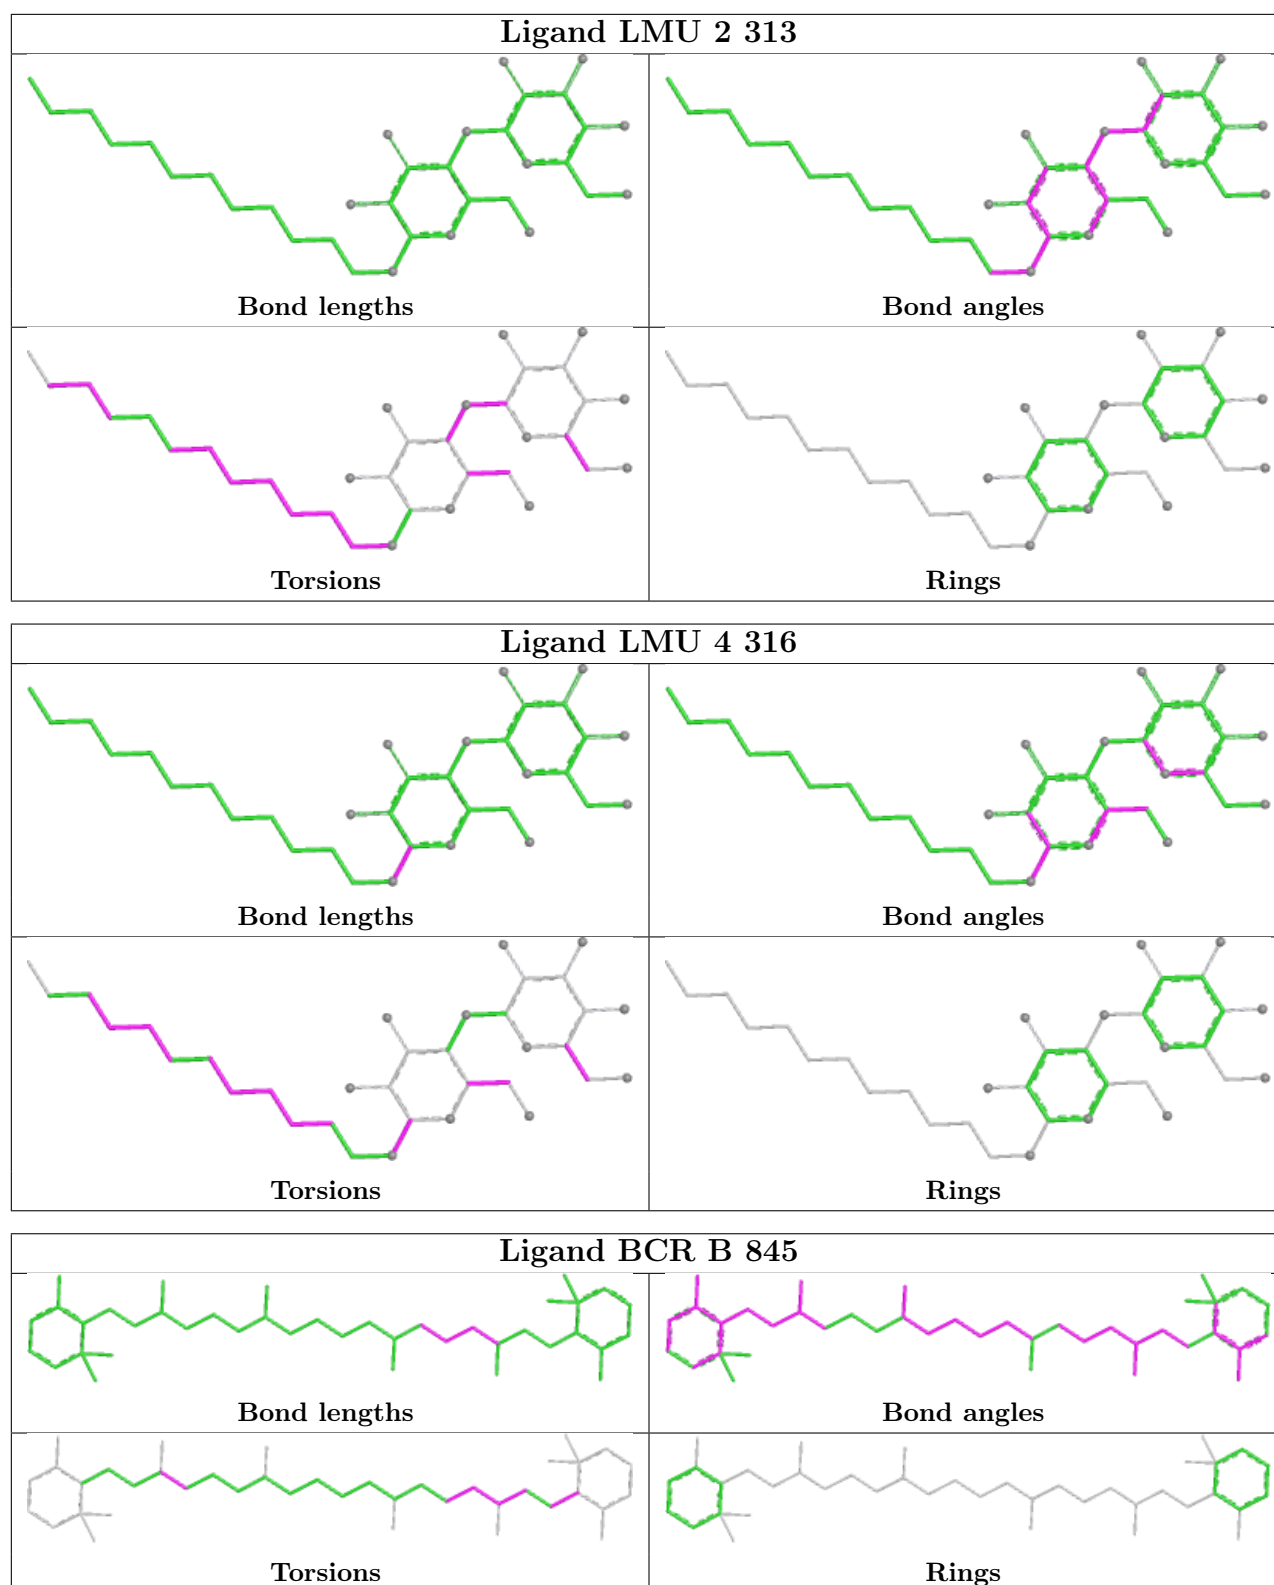 Ligand LMU 2 313
Bond lengths
Bond angles
Torsions
Rings
Ligand LMU 4 316
Bond lengths
Bond angles
Torsions
Rings
Ligand BCR B 845
Bond lengths
Bond angles
Torsions
Rings